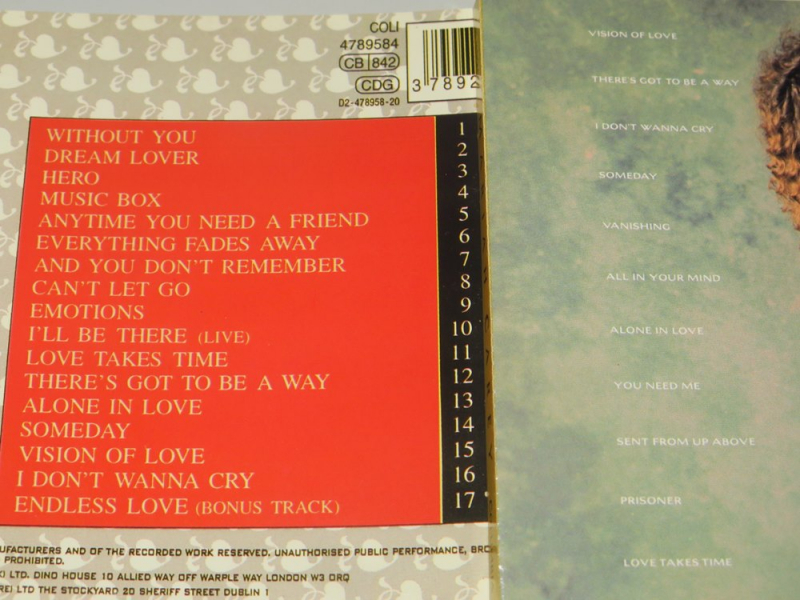 COLI
4789584
CB 842
CDG
D2-478958-20
3 7892
WITHOUT YOU 1
DREAM LOVER 2
HERO 3
MUSIC BOX 4
ANYTIME YOU NEED A FRIEND 5
EVERYTHING FADES AWAY 6
AND YOU DON'T REMEMBER 7
CAN'T LET GO 8
EMOTIONS 9
I'LL BE THERE (LIVE) 10
LOVE TAKES TIME 11
THERE'S GOT TO BE A WAY 12
ALONE IN LOVE 13
SOMEDAY 14
VISION OF LOVE 15
I DON'T WANNA CRY 16
ENDLESS LOVE (BONUS TRACK) 17
UFACTURERS AND OF THE RECORDED WORK RESERVED. UNAUTHORISED PUBLIC PERFORMANCE, BRO
PROHIBITED.
LTD. DINO HOUSE 10 ALLIED WAY OFF WARPLE WAY LONDON W3 0RQ
LTD THE STOCKYARD 20 SHERIFF STREET DUBLIN 1
VISION OF LOVE
THERE'S GOT TO BE A WAY
I DON'T WANNA CRY
SOMEDAY
VANISHING
ALL IN YOUR MIND
ALONE IN LOVE
YOU NEED ME
SENT FROM UP ABOVE
PRISONER
LOVE TAKES TIME